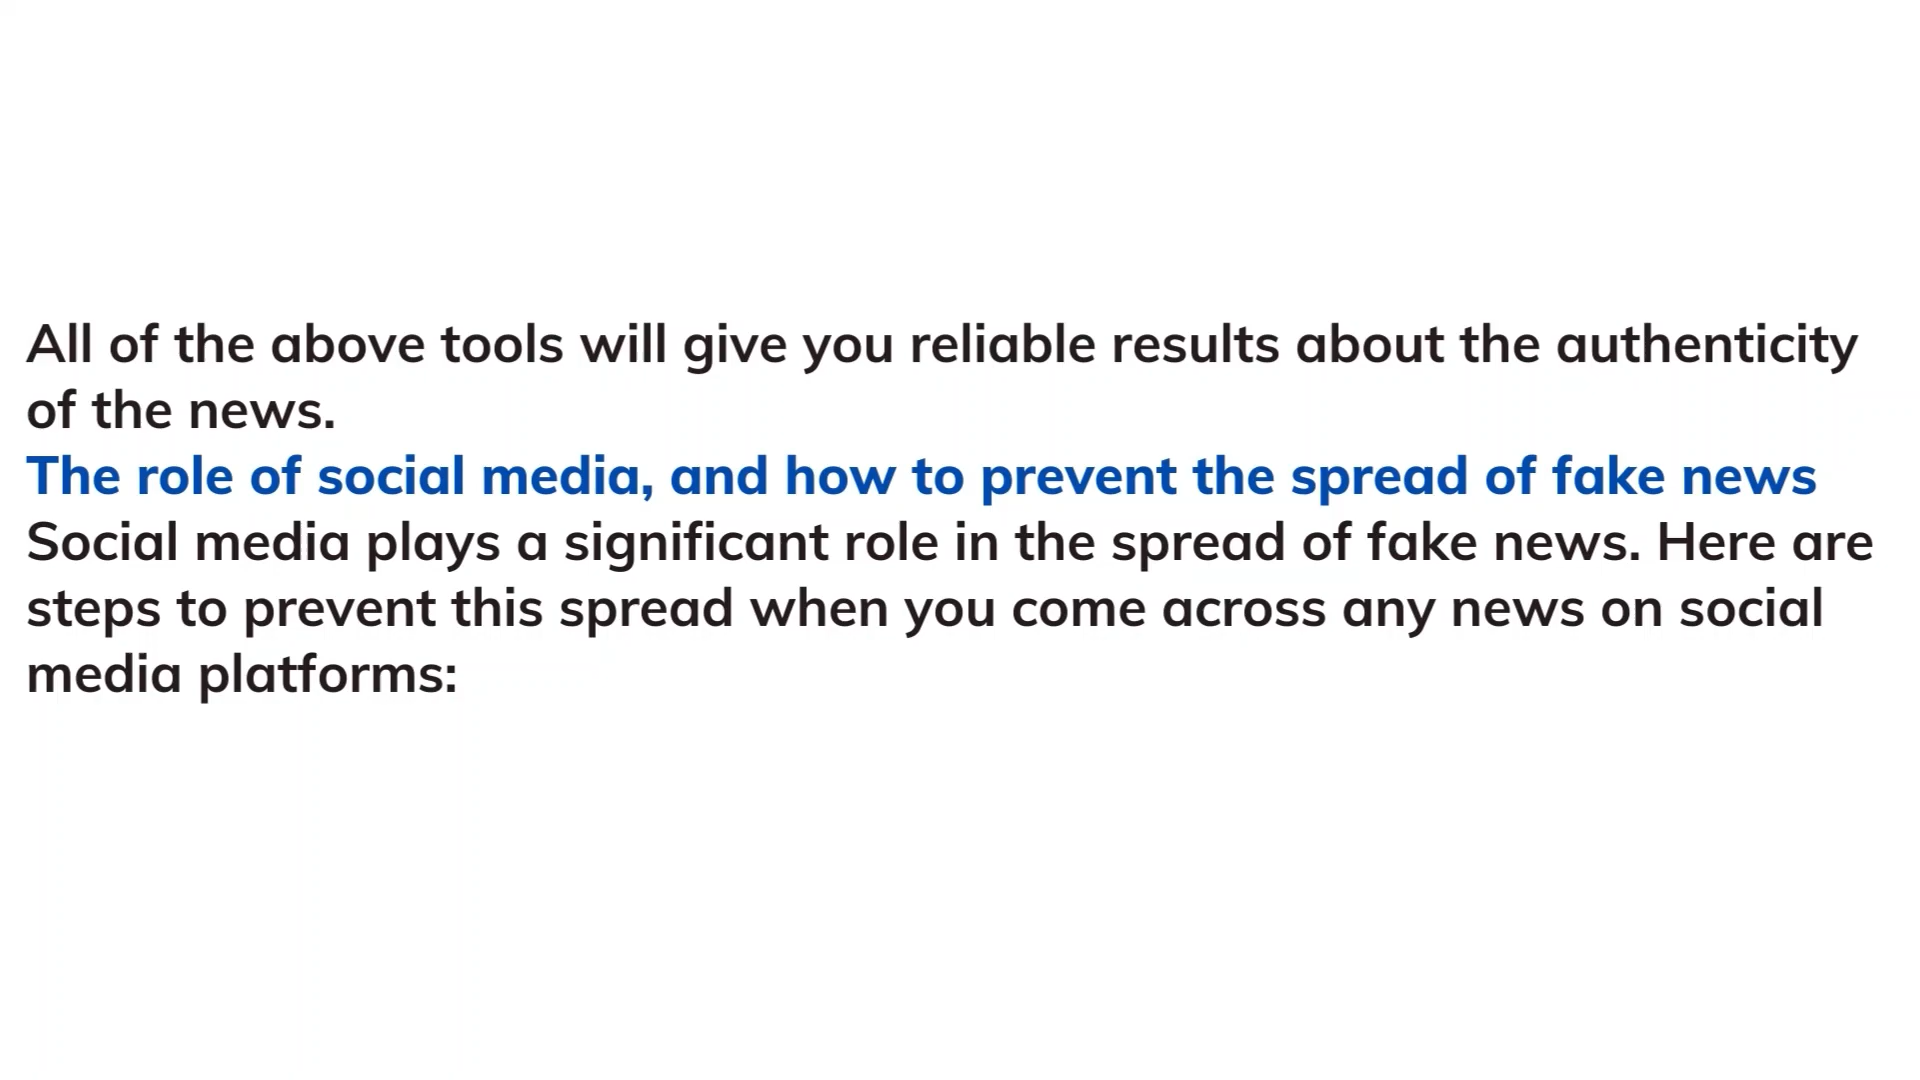 All of the above tools will give you reliable results about the authenticity
of the news.
The role of social media, and how to prevent the spread of fake news
Social media plays a significant role in the spread of fake news. Here are
steps to prevent this spread when you come across any news on social
media platforms: